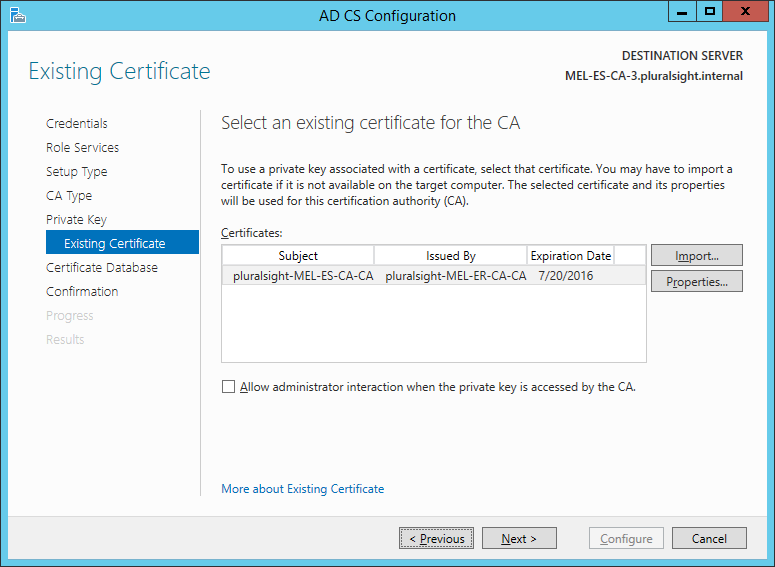 AD CS Configuration
Existing Certificate
DESTINATION SERVER
MEL-ES-CA-3.pluralsight.internal
Credentials
Role Services
Setup Type
CA Type
Private Key
Existing Certificate
Certificate Database
Confirmation
Progress
Results
Select an existing certificate for the CA
To use a private key associated with a certificate, select that certificate. You may have to import a
certificate if it is not available on the target computer. The selected certificate and its properties
will be used for this certification authority (CA).
Certificates:
Subject Issued By Expiration Date
pluralsight-MEL-ES-CA-CA pluralsight-MEL-ER-CA-CA 7/20/2016
Import...
Properties...
Allow administrator interaction when the private key is accessed by the CA.
More about Existing Certificate
< Previous Next > Configure Cancel